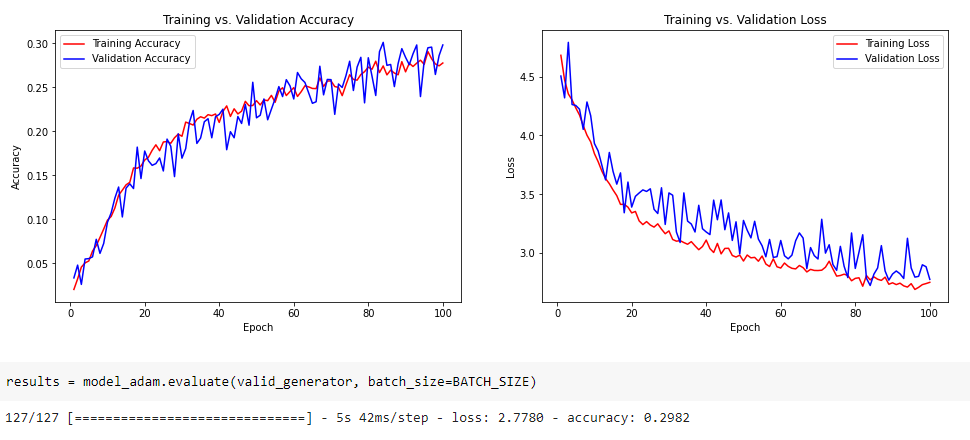 Training vs. Validation Accuracy
Training Accuracy
Validation Accuracy
0.30
0.25
0.20
0.15
0.10
0.05
Accuracy
0
20
40
60
80
100
Epoch
Training vs. Validation Loss
Training Loss
Validation Loss
4.5
4.0
3.5
3.0
Loss
0
20
40
60
80
100
Epoch
results = model_adam.evaluate(valid_generator, batch_size=BATCH_SIZE)
127/127 [==============================] - 5s 42ms/step - loss: 2.7780 - accuracy: 0.2982